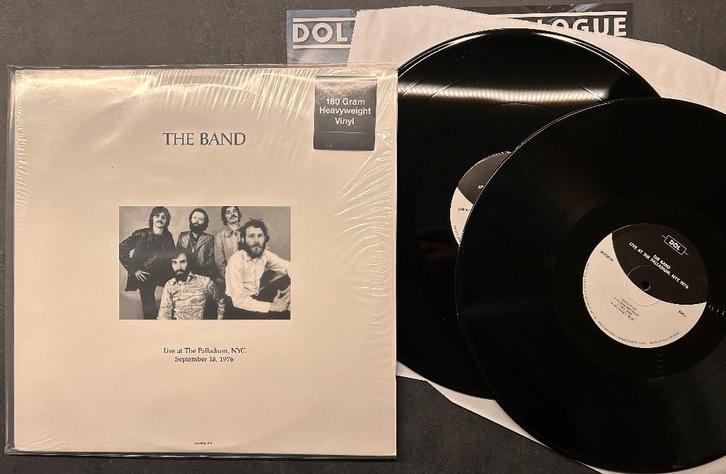 DOL
LOGUE
180 Gram
Heavyweight
Vinyl
THE BAND
Live at The Palladium, NYC
September 18, 1976
DOL
THE BAND
LIVE AT THE PALLADIUM, NYC 1976